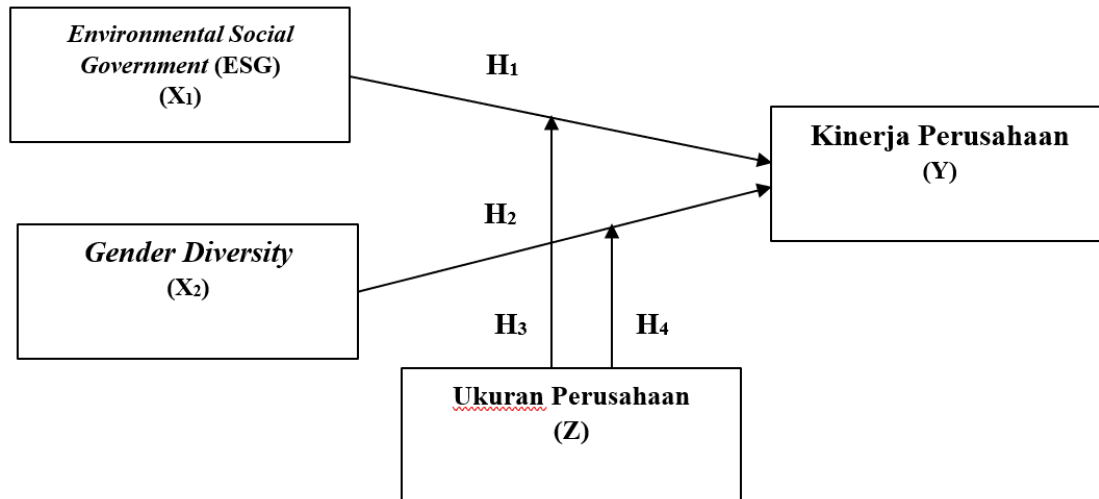 Environmental Social
Government (ESG)
(X₁)
H₁
Kinerja Perusahaan
(Y)
H₂
Gender Diversity
(X₂)
H₃
H₄
Ukuran Perusahaan
(Z)